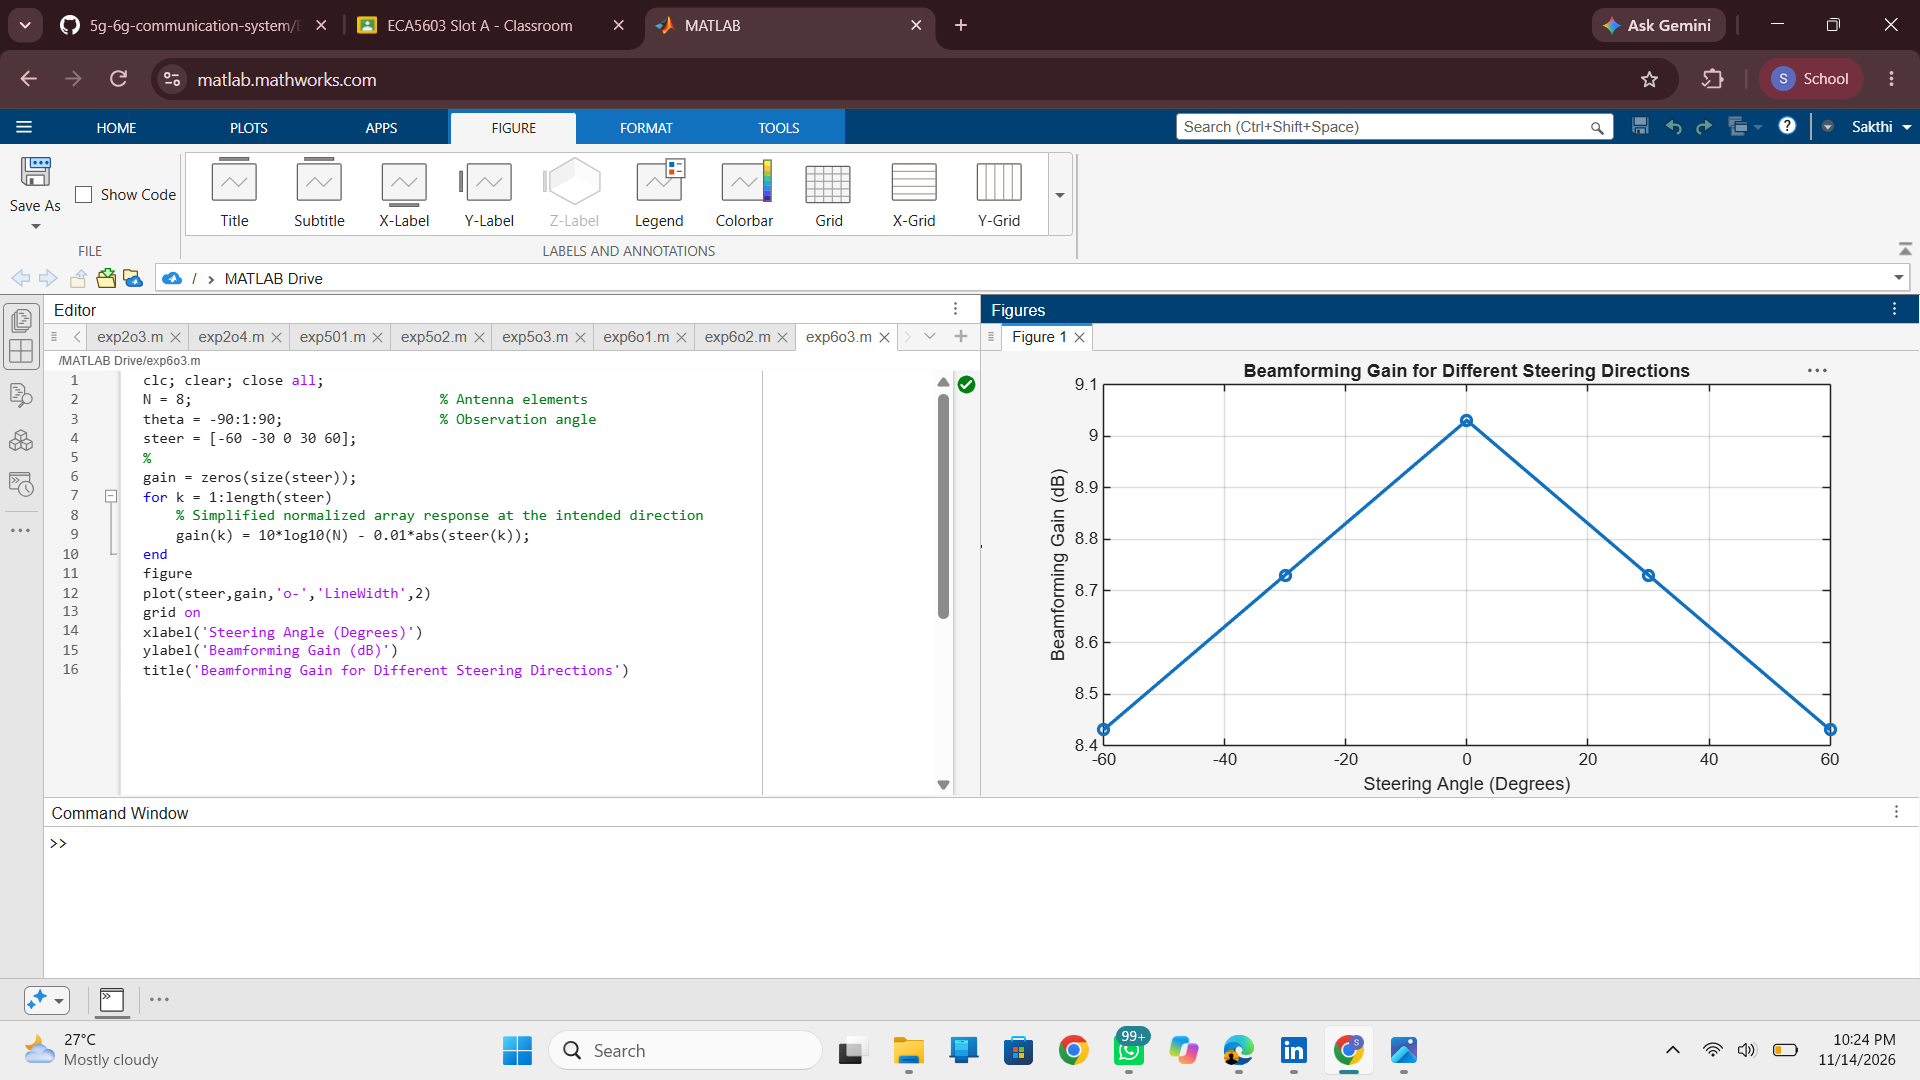 5g-6g-communication-system/
ECA5603 Slot A - Classroom
MATLAB
Ask Gemini
matlab.mathworks.com
S School
HOME PLOTS APPS FIGURE FORMAT TOOLS
Search (Ctrl+Shift+Space)
Sakthi
Save As
Show Code
Title Subtitle X-Label Y-Label Z-Label Legend Colorbar Grid X-Grid Y-Grid
FILE
LABELS AND ANNOTATIONS
/ › MATLAB Drive
Editor
exp2o3.m exp2o4.m exp501.m exp5o2.m exp5o3.m exp6o1.m exp6o2.m exp6o3.m
/MATLAB Drive/exp6o3.m
1 clc; clear; close all;
2 N = 8; % Antenna elements
3 theta = -90:1:90; % Observation angle
4 steer = [-60 -30 0 30 60];
5 %
6 gain = zeros(size(steer));
7 for k = 1:length(steer)
8 % Simplified normalized array response at the intended direction
9 gain(k) = 10*log10(N) - 0.01*abs(steer(k));
10 end
11 figure
12 plot(steer,gain,'o-','LineWidth',2)
13 grid on
14 xlabel('Steering Angle (Degrees)')
15 ylabel('Beamforming Gain (dB)')
16 title('Beamforming Gain for Different Steering Directions')
Figures
Figure 1
Beamforming Gain for Different Steering Directions
Beamforming Gain (dB)
9.1
9
8.9
8.8
8.7
8.6
8.5
8.4
-60 -40 -20 0 20 40 60
Steering Angle (Degrees)
Command Window
>>
27°C
Mostly cloudy
Search
99+
10:24 PM
11/14/2026